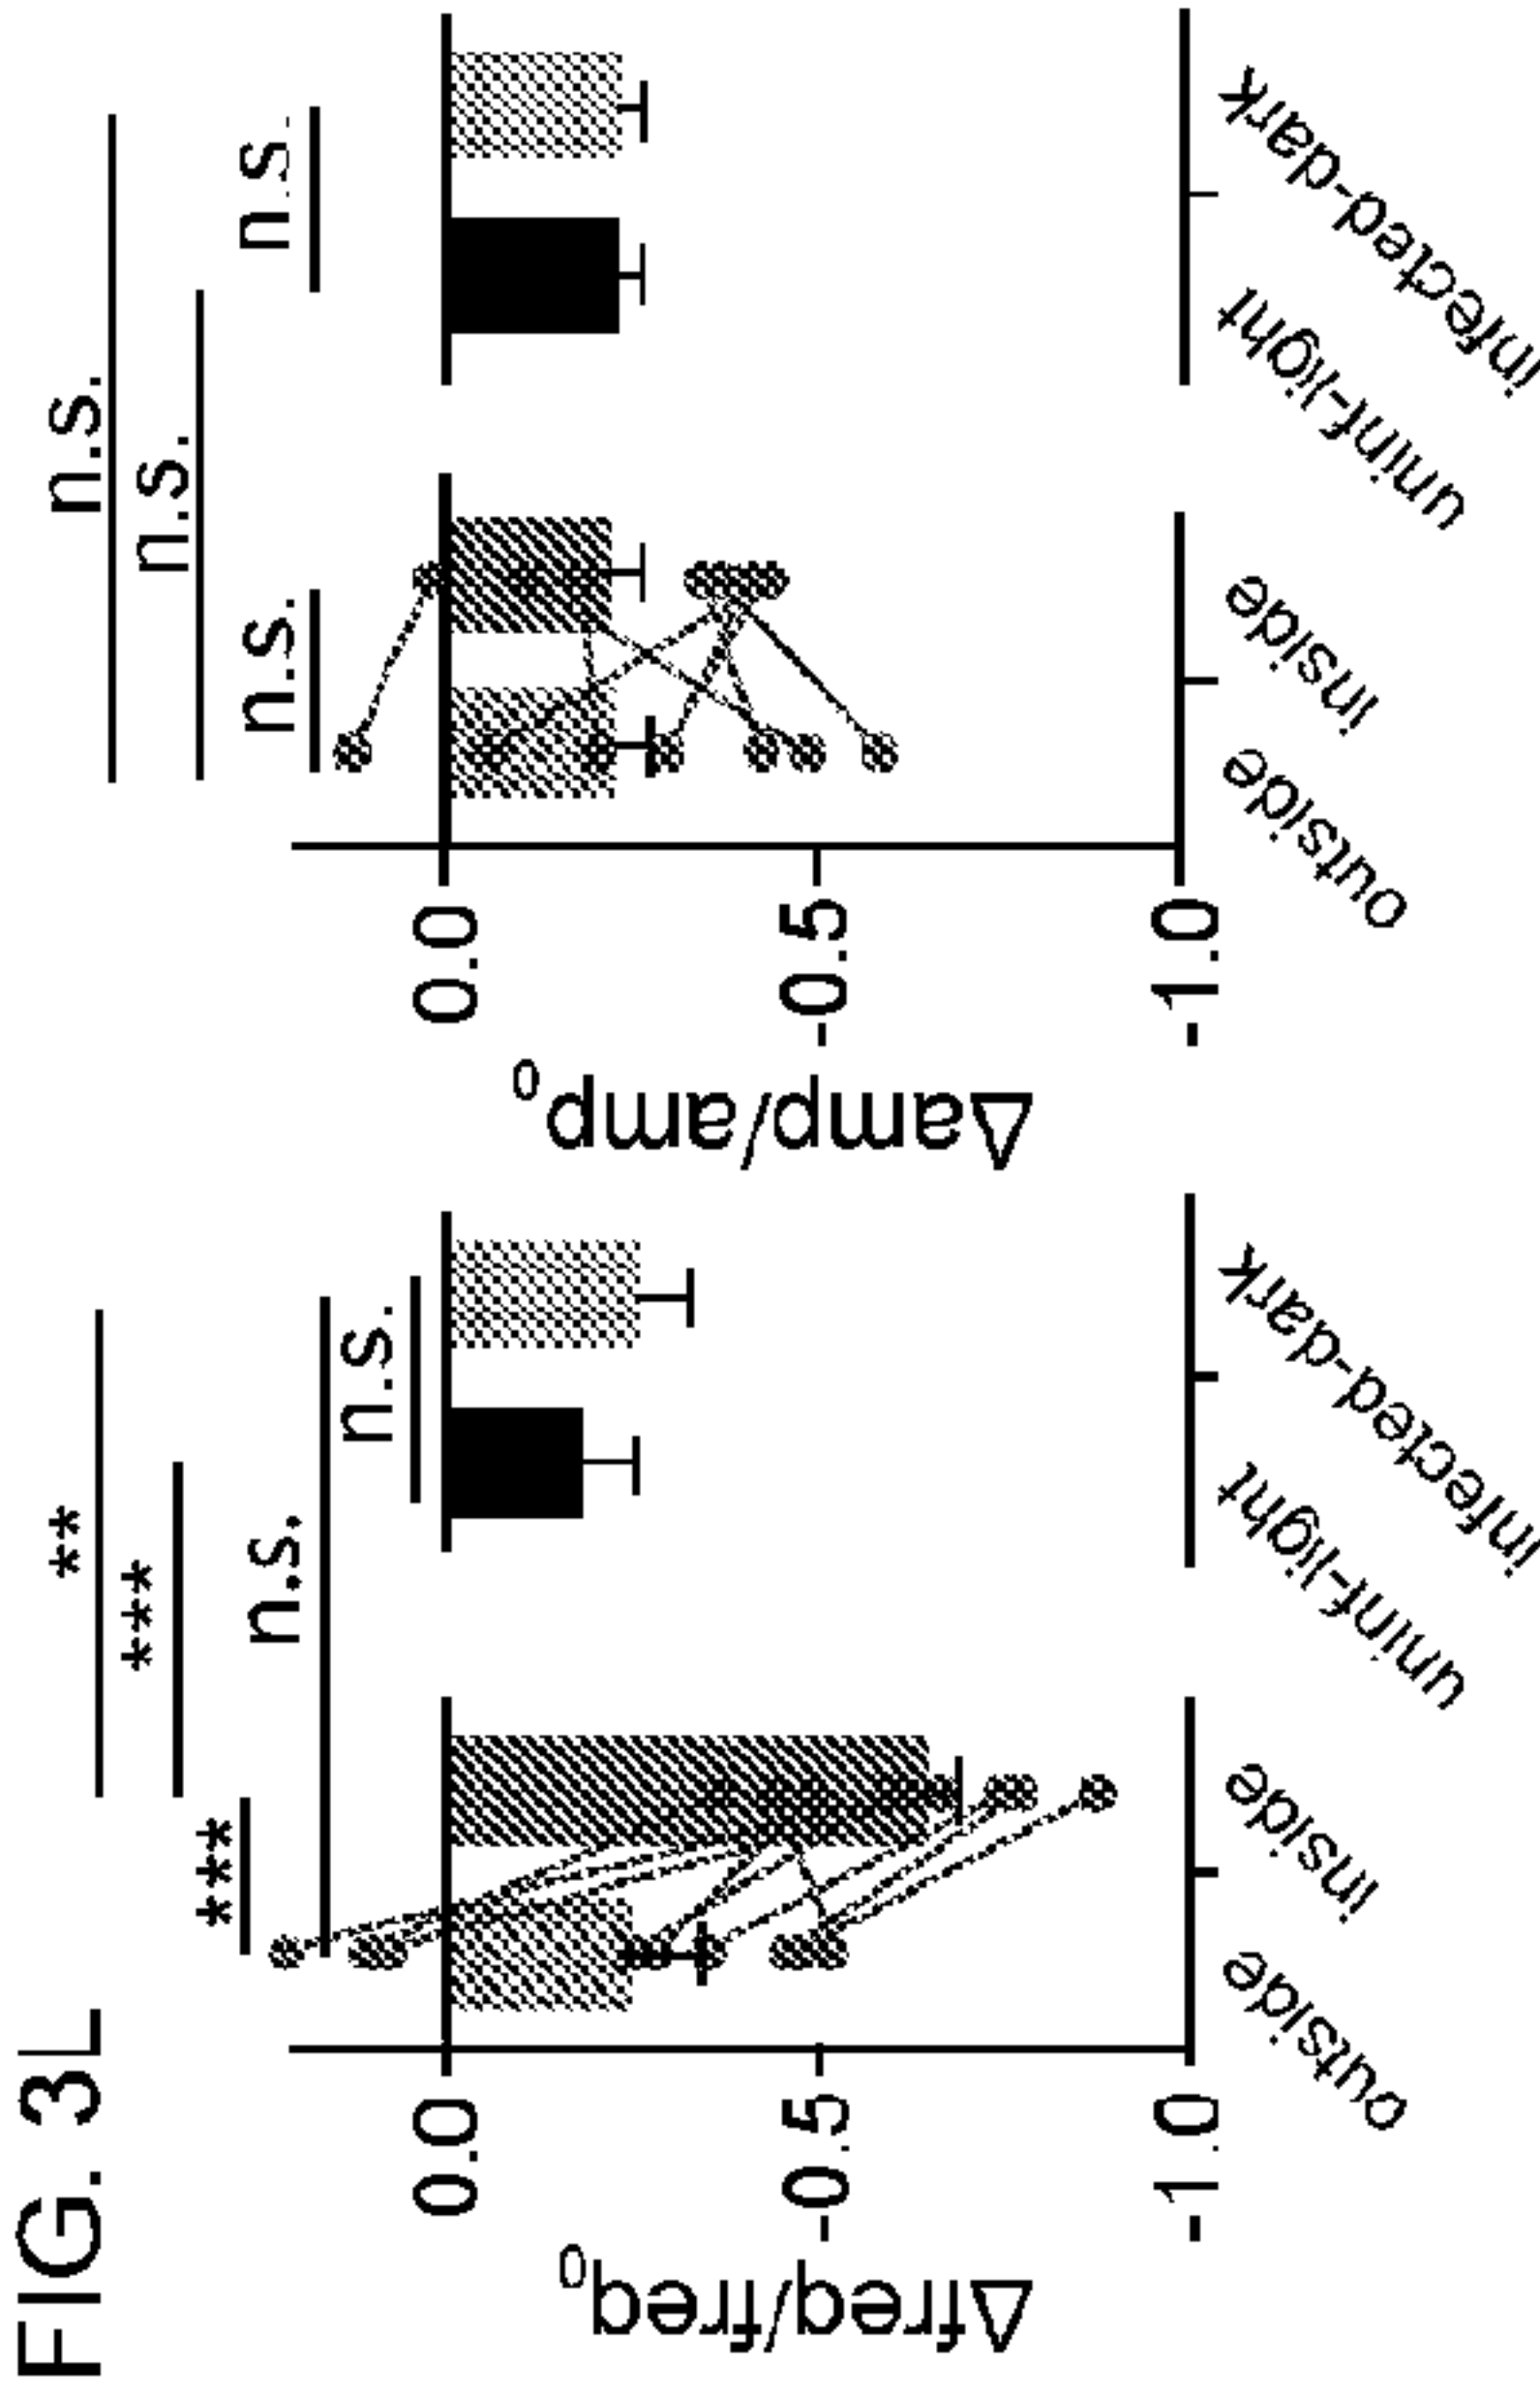 FIG. 3L
**
***
n.s.
***
n.s.
0.0
-0.5
-1.0
Δfreq/freq₀
outside
inside
uninf-light
infected-dark
n.s.
n.s.
n.s.
n.s.
0.0
-0.5
-1.0
Δamp/amp₀
outside
inside
uninf-light
infected-dark